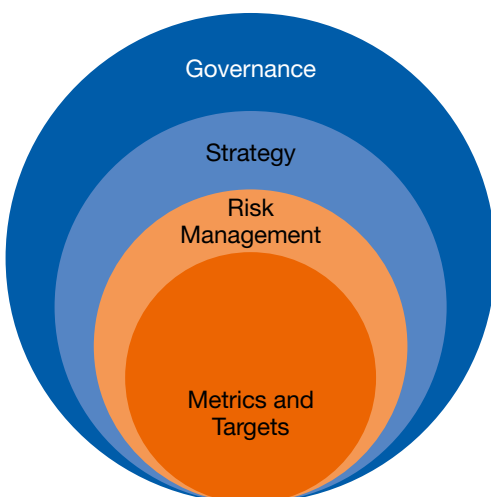 Governance
Strategy
Risk
Management
Metrics and
Targets